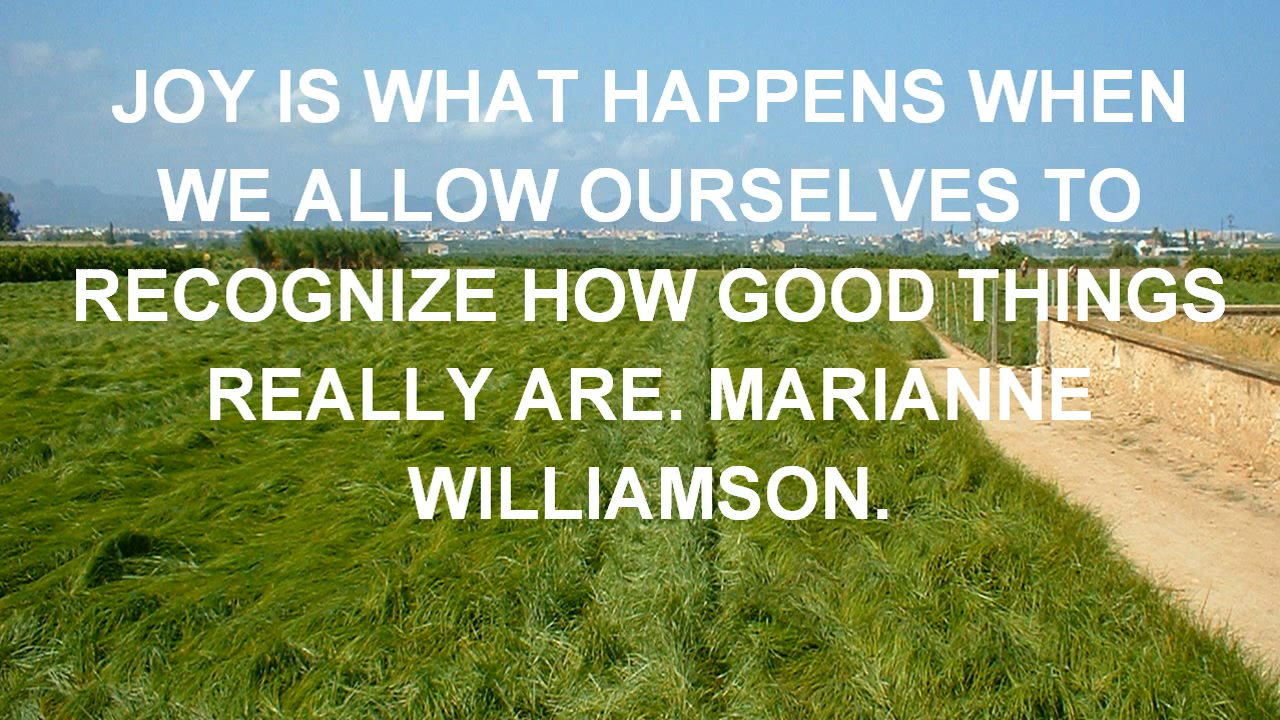 JOY IS WHAT HAPPENS WHEN
WE ALLOW OURSELVES TO
RECOGNIZE HOW GOOD THINGS
REALLY ARE. MARIANNE
WILLIAMSON.